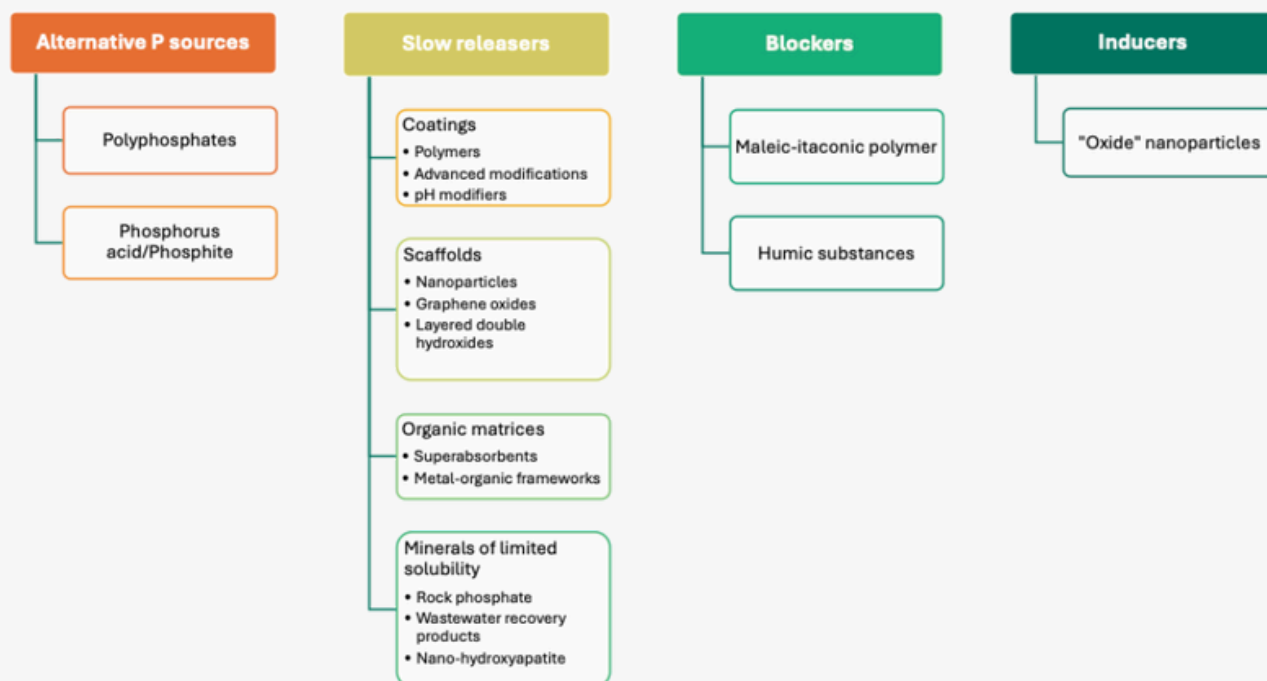 Alternative P sources
Polyphosphates
Phosphorus
acid/Phosphite
Slow releasers
Coatings
• Polymers
• Advanced modifications
• pH modifiers
Scaffolds
• Nanoparticles
• Graphene oxides
• Layered double
hydroxides
Organic matrices
• Superabsorbents
• Metal-organic frameworks
Minerals of limited
solubility
• Rock phosphate
• Wastewater recovery
products
• Nano-hydroxyapatite
Blockers
Maleic-itaconic polymer
Humic substances
Inducers
"Oxide" nanoparticles